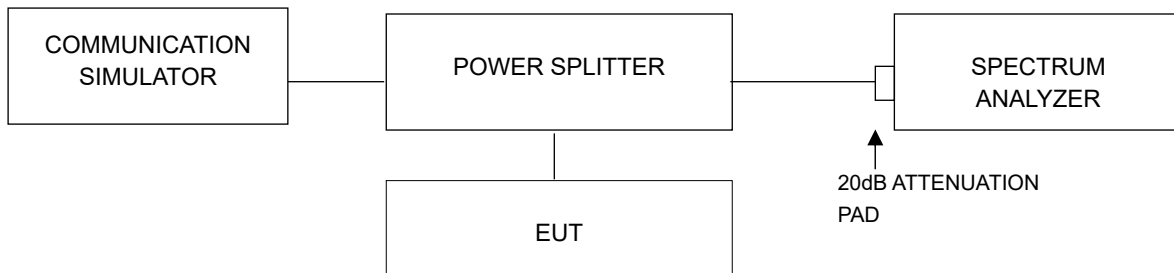 COMMUNICATION
SIMULATOR
POWER SPLITTER
SPECTRUM
ANALYZER
20dB ATTENUATION
PAD
EUT